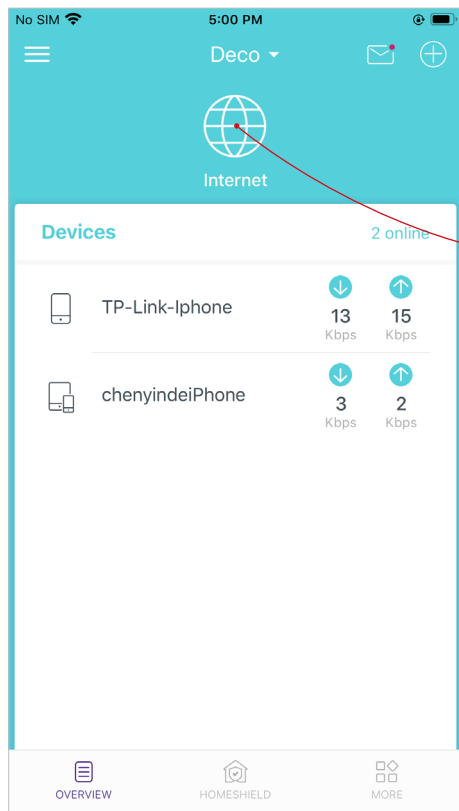 No SIM 5:00 PM
Deco
Internet
Devices 2 online
TP-Link-Iphone 13 15
Kbps Kbps
chenyindeiPhone 3 2
Kbps Kbps
OVERVIEW HOMESHIELD MORE